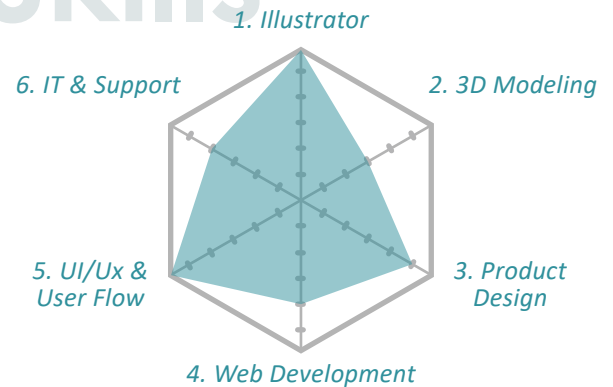 Skills
1. Illustrator
6. IT & Support
2. 3D Modeling
5. UI/Ux &
User Flow
3. Product
Design
4. Web Development